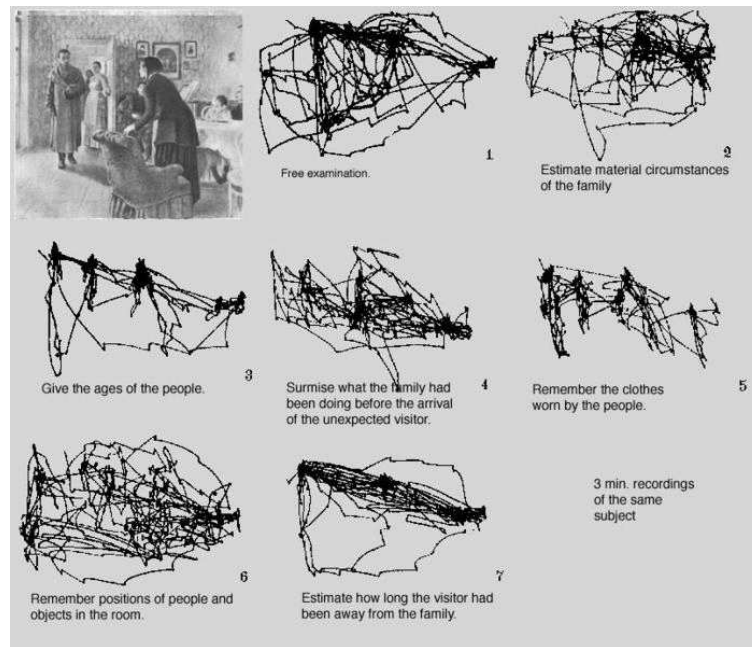 1
Free examination.
2
Estimate material circumstances
of the family
3
Give the ages of the people.
4
Surmise what the family had
been doing before the arrival
of the unexpected visitor.
5
Remember the clothes
worn by the people.
6
Remember positions of people and
objects in the room.
7
Estimate how long the visitor had
been away from the family.
3 min. recordings
of the same
subject